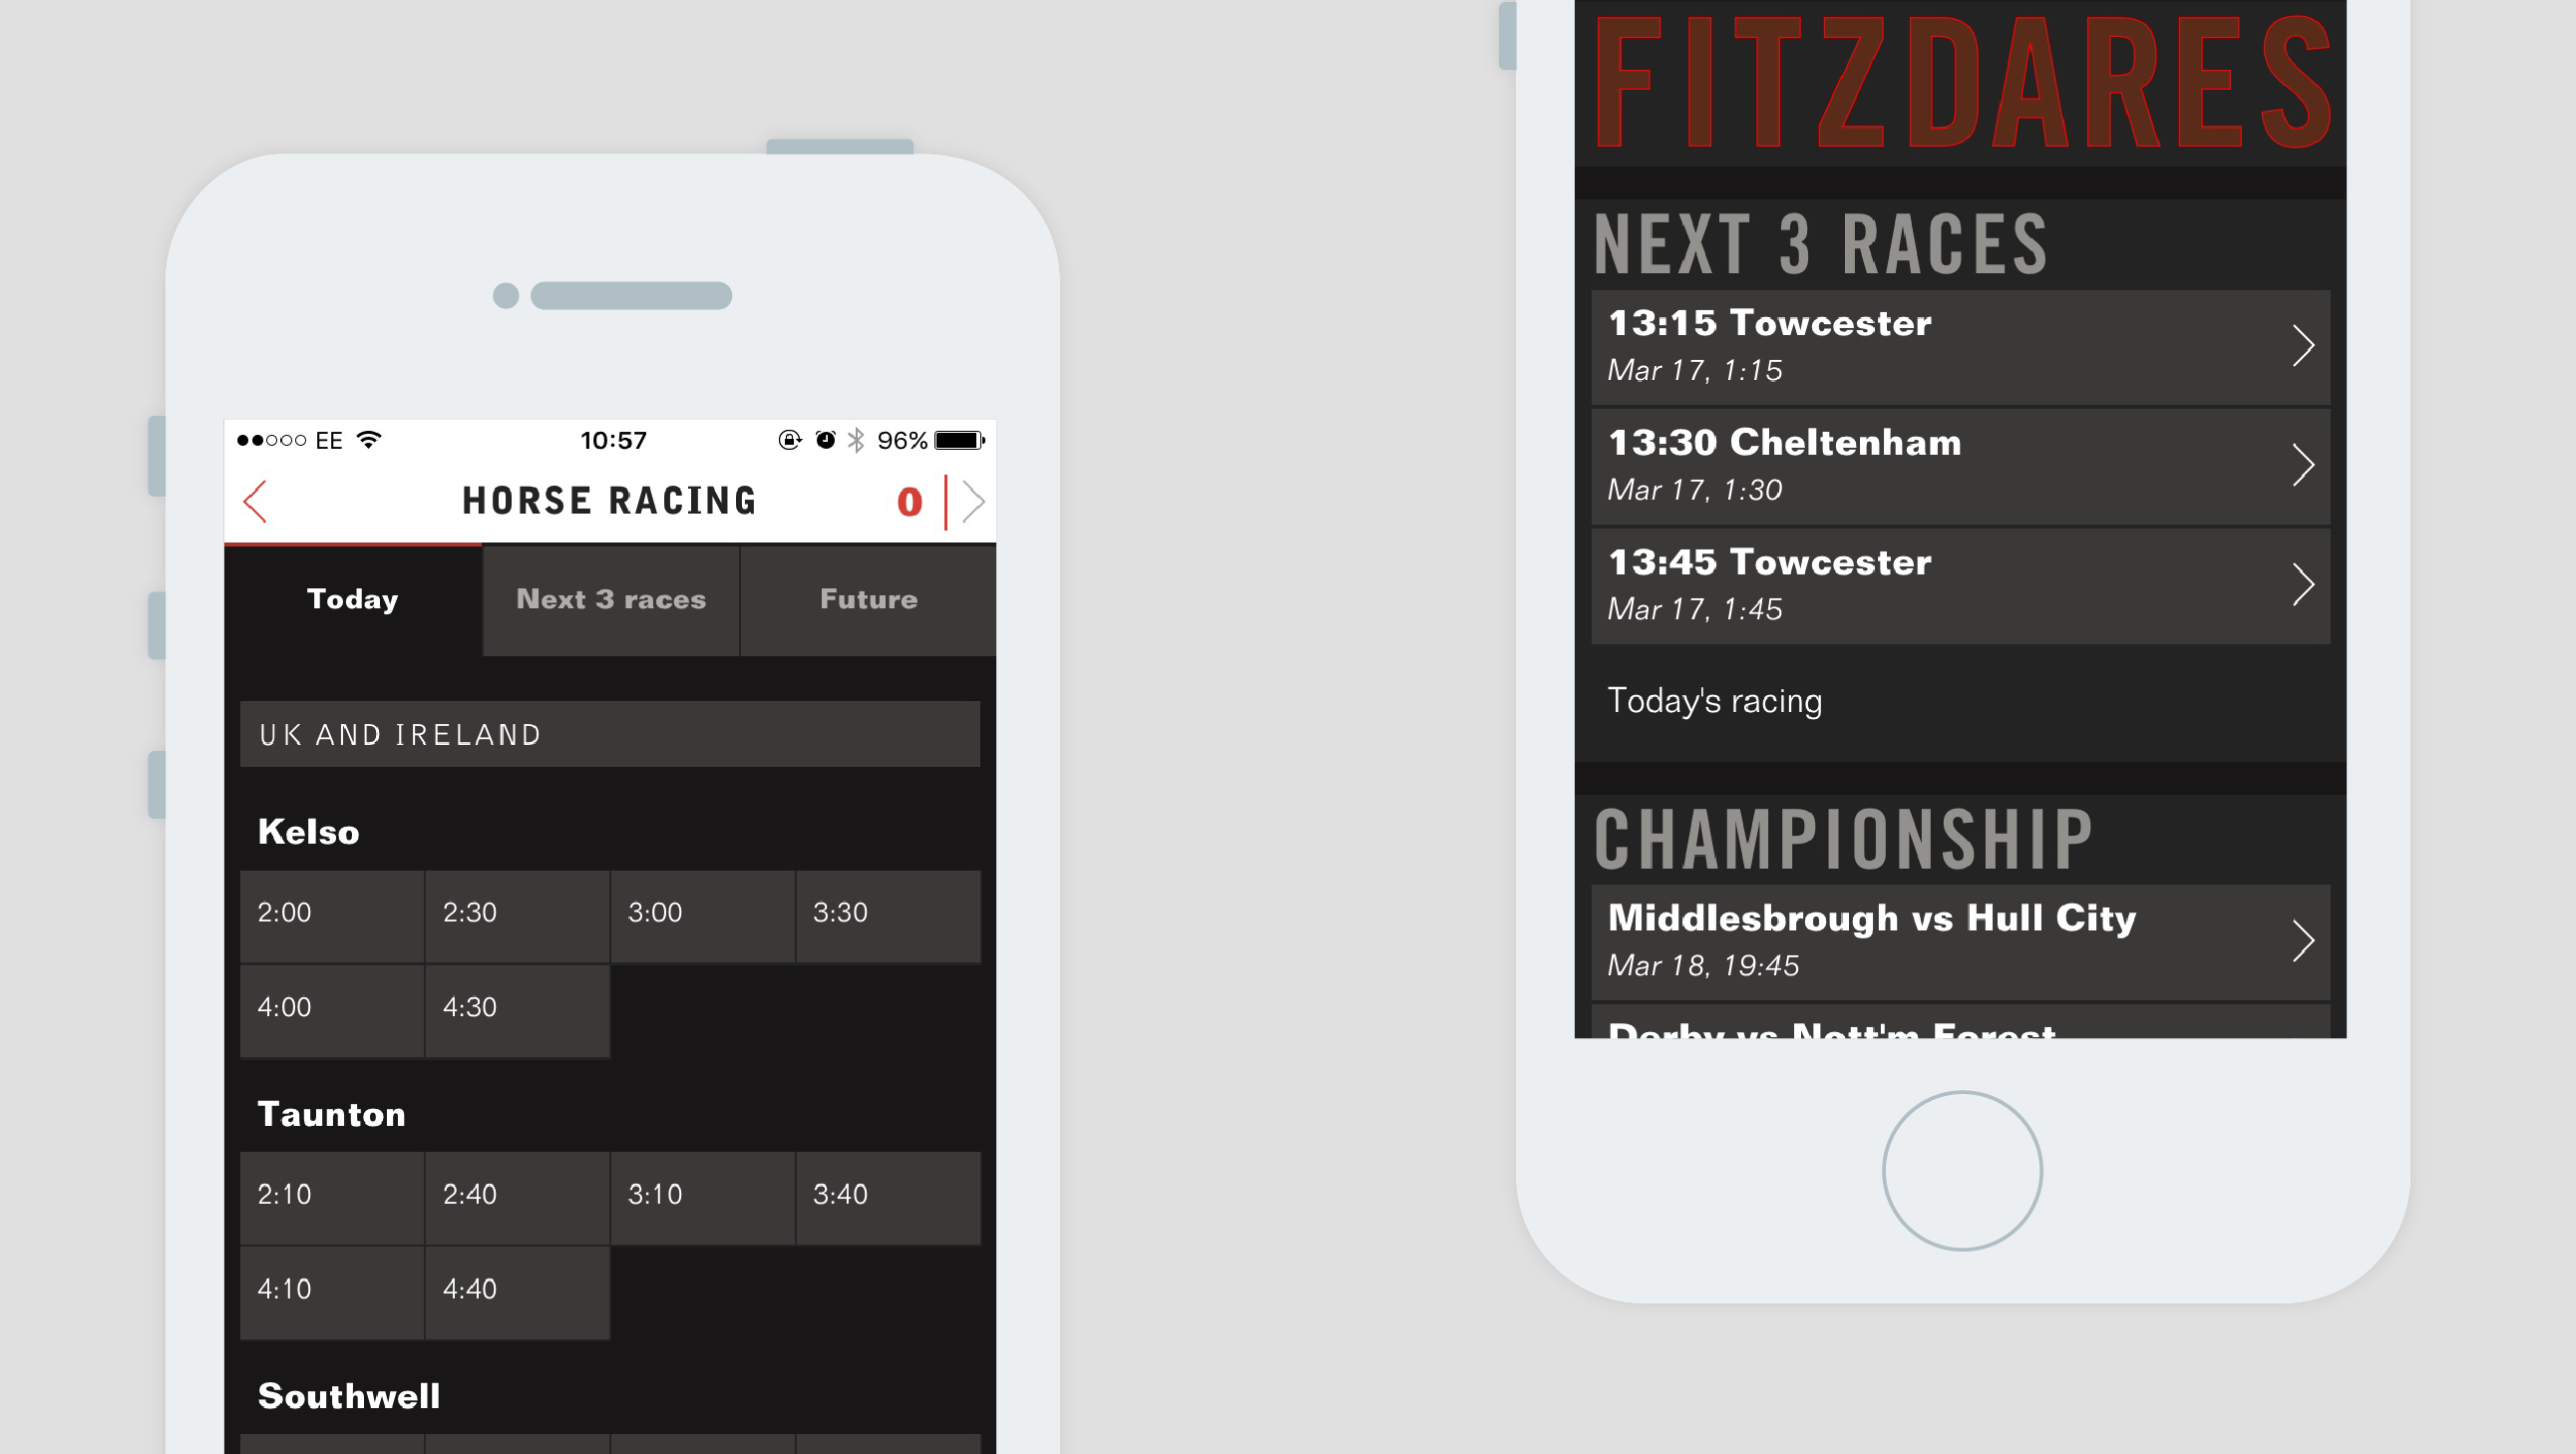 EE 10:57 96%
HORSE RACING 0
Today Next 3 races Future
UK AND IRELAND
Kelso
2:00 2:30 3:00 3:30
4:00 4:30
Taunton
2:10 2:40 3:10 3:40
4:10 4:40
Southwell
FITZDARES
NEXT 3 RACES
13:15 Towcester
Mar 17, 1:15
13:30 Cheltenham
Mar 17, 1:30
13:45 Towcester
Mar 17, 1:45
Today's racing
CHAMPIONSHIP
Middlesbrough vs Hull City
Mar 18, 19:45
Derby vs Nott'm Forest